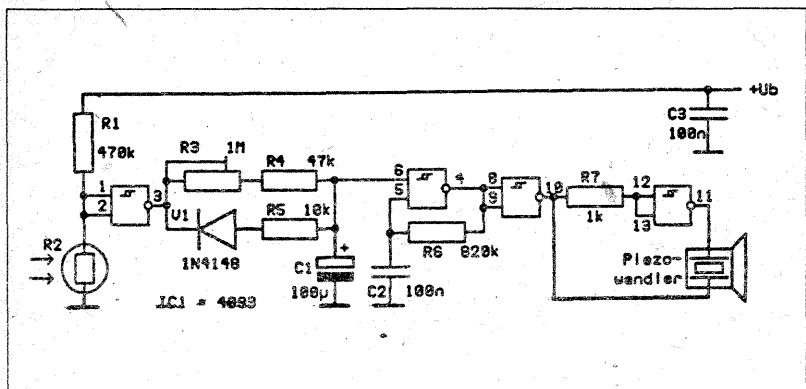 +Ub
C3
100n
R1
470k
R3
1M
R4
47k
1
2
3
V1
R5
10k
1N4148
R2
+
C1
100µ
IC1 = 4093
6
5
4
R6
820k
C2
100n
8
9
10
R7
1k
12
13
11
Piezo-
wandler